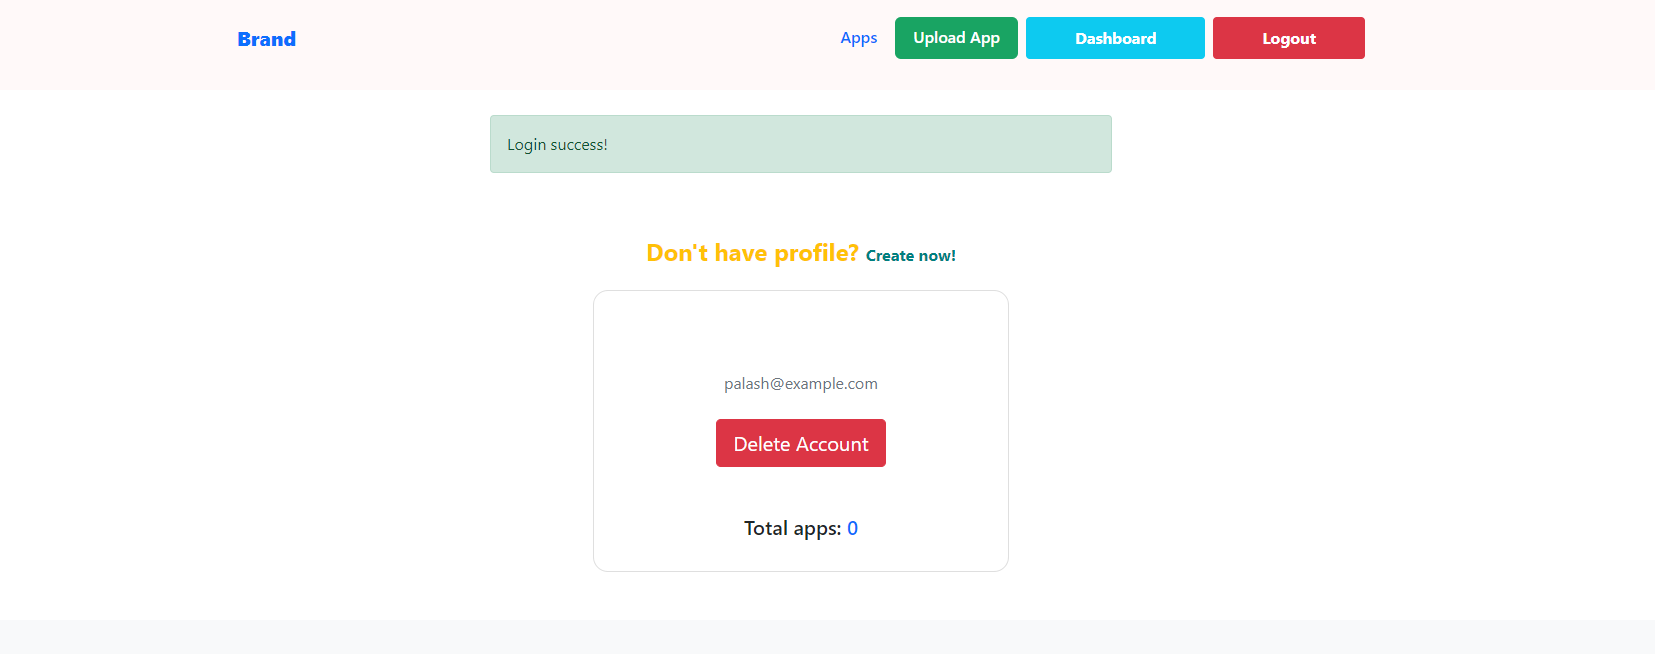 Brand Apps Upload App Dashboard Logout
Login success!
Don't have profile? Create now!
palash@example.com
Delete Account
Total apps: 0